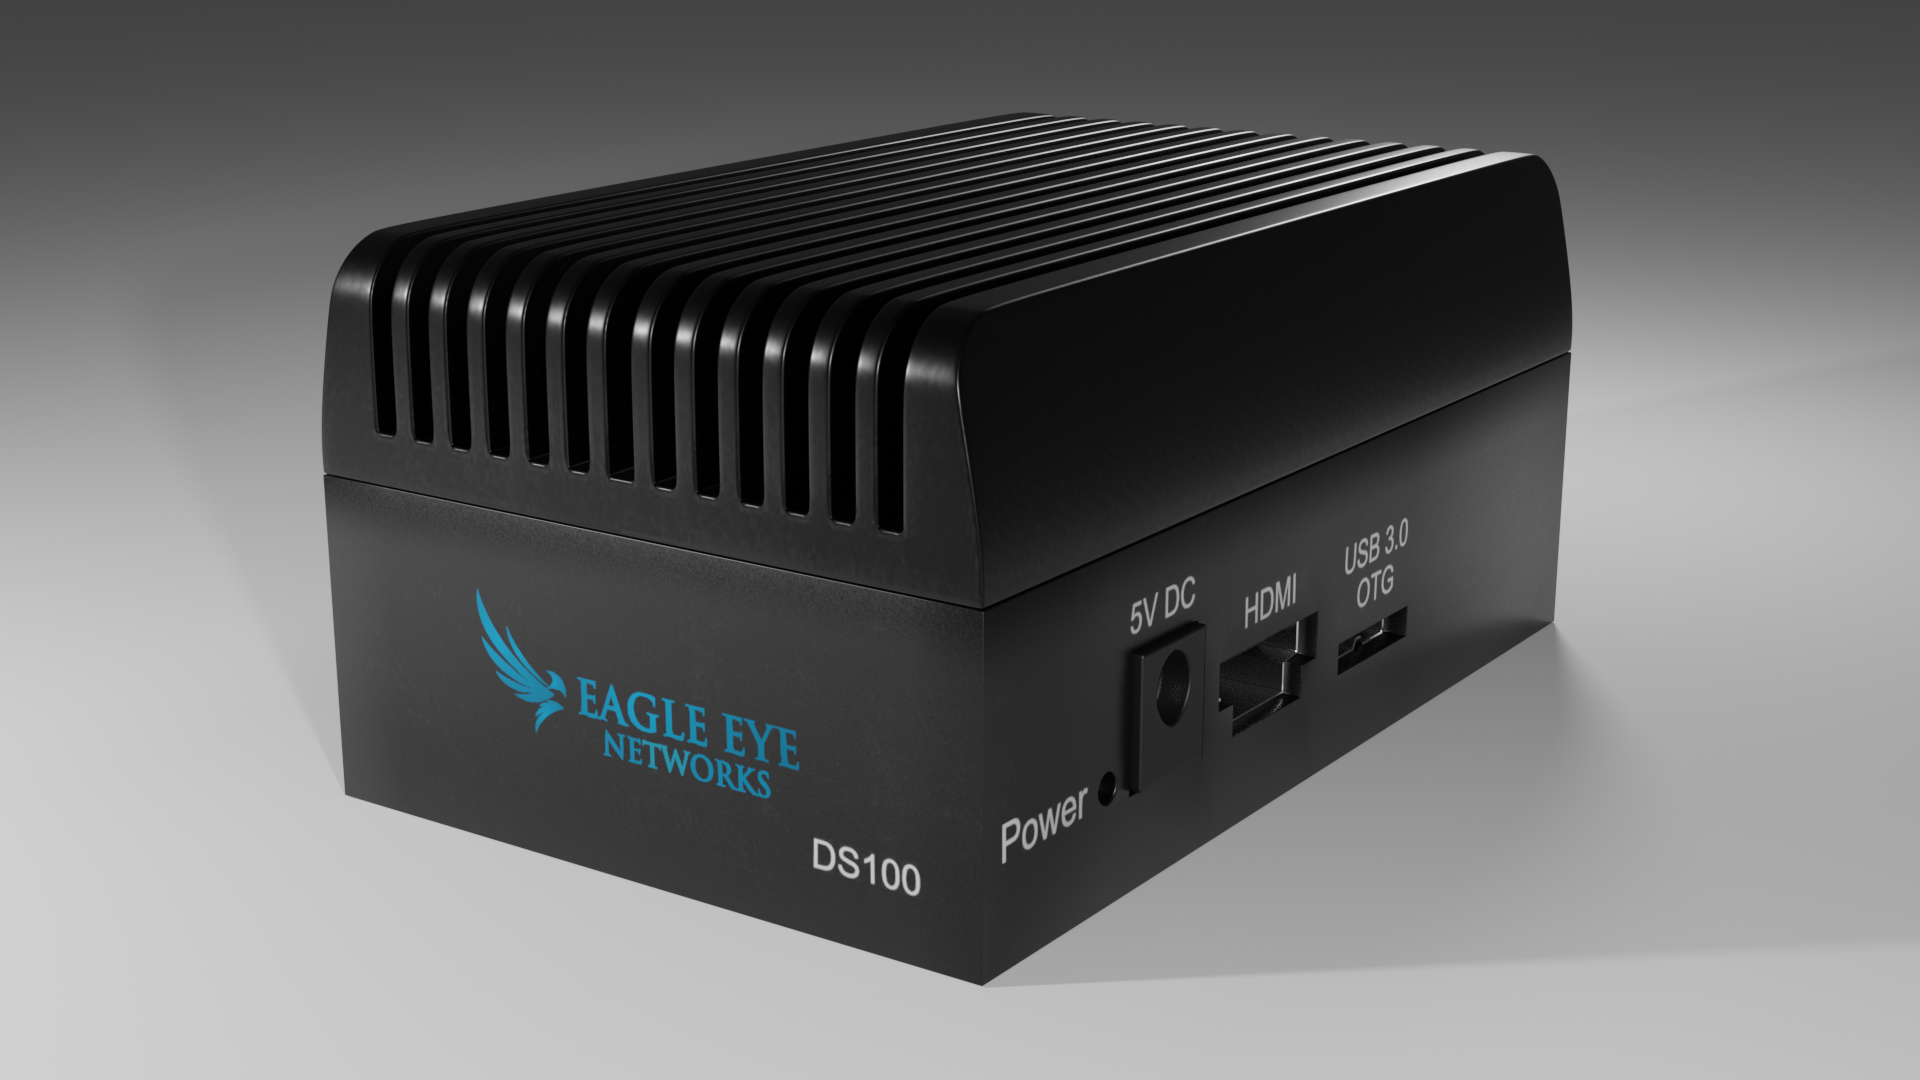 EAGLE EYE
NETWORKS
DS100
Power
5V DC
HDMI
USB 3.0
OTG